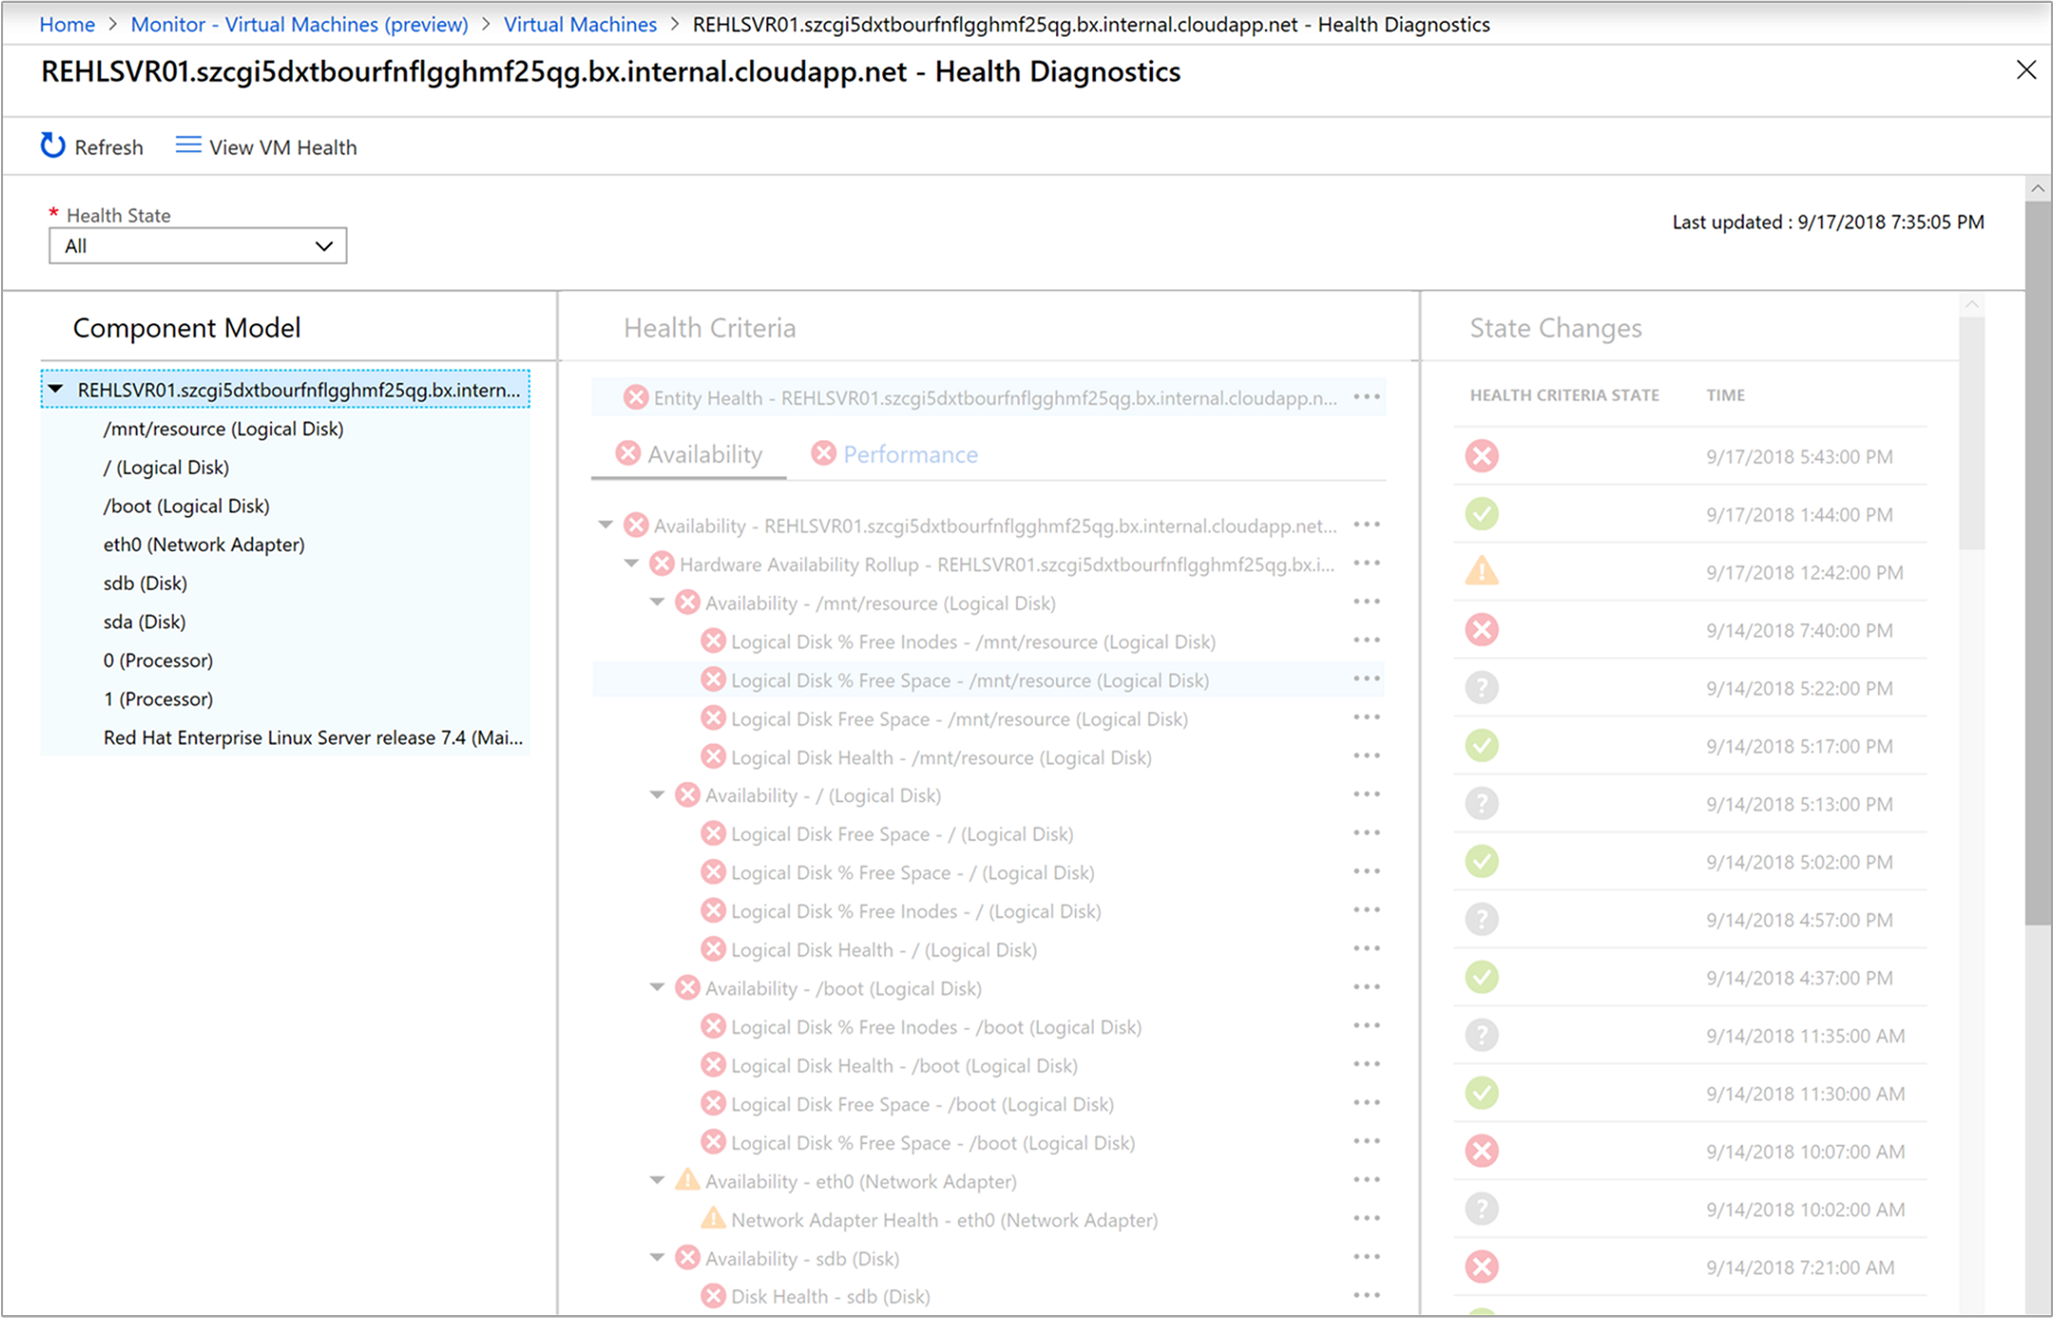 Home > Monitor - Virtual Machines (preview) > Virtual Machines > REHLSVR01.szcgi5dxtbourfnflgghmf25qg.bx.internal.cloudapp.net - Health Diagnostics
REHLSVR01.szcgi5dxtbourfnflgghmf25qg.bx.internal.cloudapp.net - Health Diagnostics
Refresh View VM Health
* Health State
All
Last updated : 9/17/2018 7:35:05 PM
Component Model
REHLSVR01.szcgi5dxtbourfnflgghmf25qg.bx.intern...
/mnt/resource (Logical Disk)
/ (Logical Disk)
/boot (Logical Disk)
eth0 (Network Adapter)
sdb (Disk)
sda (Disk)
0 (Processor)
1 (Processor)
Red Hat Enterprise Linux Server release 7.4 (Mai...
Health Criteria
Entity Health - REHLSVR01.szcgi5dxtbourfnflgghmf25qg.bx.internal.cloudapp.n...
Availability Performance
Availability - REHLSVR01.szcgi5dxtbourfnflgghmf25qg.bx.internal.cloudapp.net...
Hardware Availability Rollup - REHLSVR01.szcgi5dxtbourfnflgghmf25qg.bx.i...
Availability - /mnt/resource (Logical Disk)
Logical Disk % Free Inodes - /mnt/resource (Logical Disk)
Logical Disk % Free Space - /mnt/resource (Logical Disk)
Logical Disk Free Space - /mnt/resource (Logical Disk)
Logical Disk Health - /mnt/resource (Logical Disk)
Availability - / (Logical Disk)
Logical Disk Free Space - / (Logical Disk)
Logical Disk % Free Space - / (Logical Disk)
Logical Disk % Free Inodes - / (Logical Disk)
Logical Disk Health - / (Logical Disk)
Availability - /boot (Logical Disk)
Logical Disk % Free Inodes - /boot (Logical Disk)
Logical Disk Health - /boot (Logical Disk)
Logical Disk Free Space - /boot (Logical Disk)
Logical Disk % Free Space - /boot (Logical Disk)
Availability - eth0 (Network Adapter)
Network Adapter Health - eth0 (Network Adapter)
Availability - sdb (Disk)
Disk Health - sdb (Disk)
State Changes
HEALTH CRITERIA STATE TIME
9/17/2018 5:43:00 PM
9/17/2018 1:44:00 PM
9/17/2018 12:42:00 PM
9/14/2018 7:40:00 PM
9/14/2018 5:22:00 PM
9/14/2018 5:17:00 PM
9/14/2018 5:13:00 PM
9/14/2018 5:02:00 PM
9/14/2018 4:57:00 PM
9/14/2018 4:37:00 PM
9/14/2018 11:35:00 AM
9/14/2018 11:30:00 AM
9/14/2018 10:07:00 AM
9/14/2018 10:02:00 AM
9/14/2018 7:21:00 AM